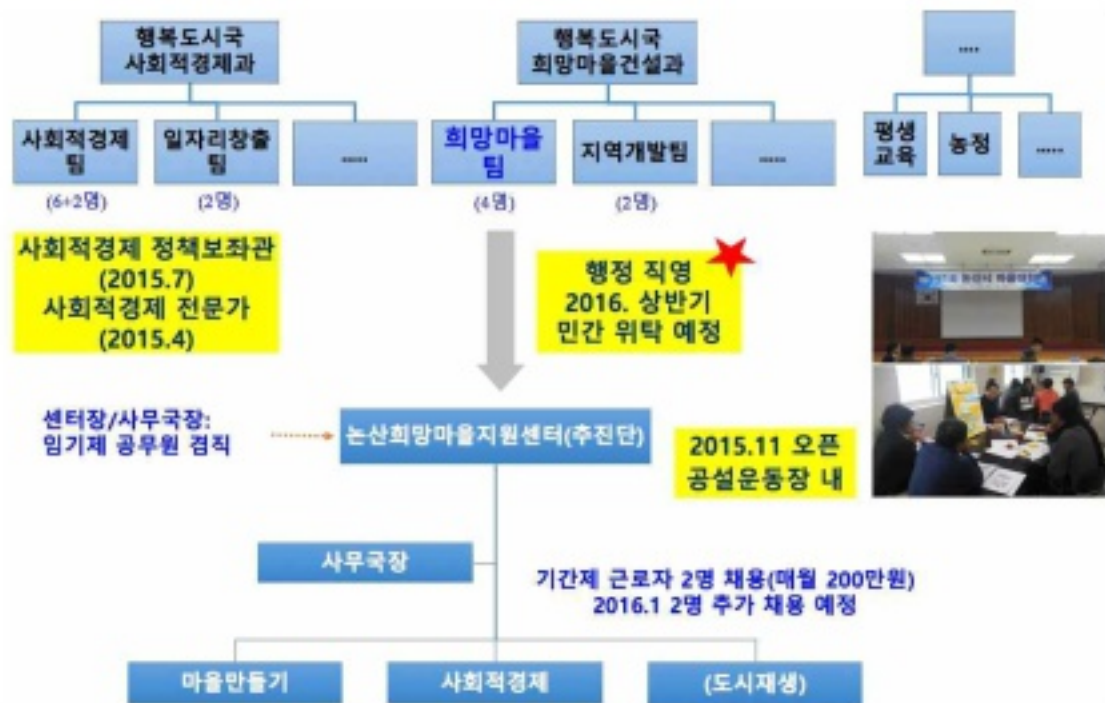 행복도시국
사회적경제과
행복도시국
희망마을건설과
....
사회적경제
팀
일자리창출
팀
.....
희망마을
팀
지역개발팀
.....
평생
교육
농정
.....
(6+2명)
(2명)
(4명)
(2명)
사회적경제 정책보좌관
(2015.7)
사회적경제 전문가
(2015.4)
행정 직영
2016. 상반기
민간 위탁 예정
센터장/사무국장:
임기제 공무원 겸직
논산희망마을지원센터(추진단)
2015.11 오픈
공설운동장 내
사무국장
기간제 근로자 2명 채용(매월 200만원)
2016.1 2명 추가 채용 예정
마을만들기
사회적경제
(도시재생)